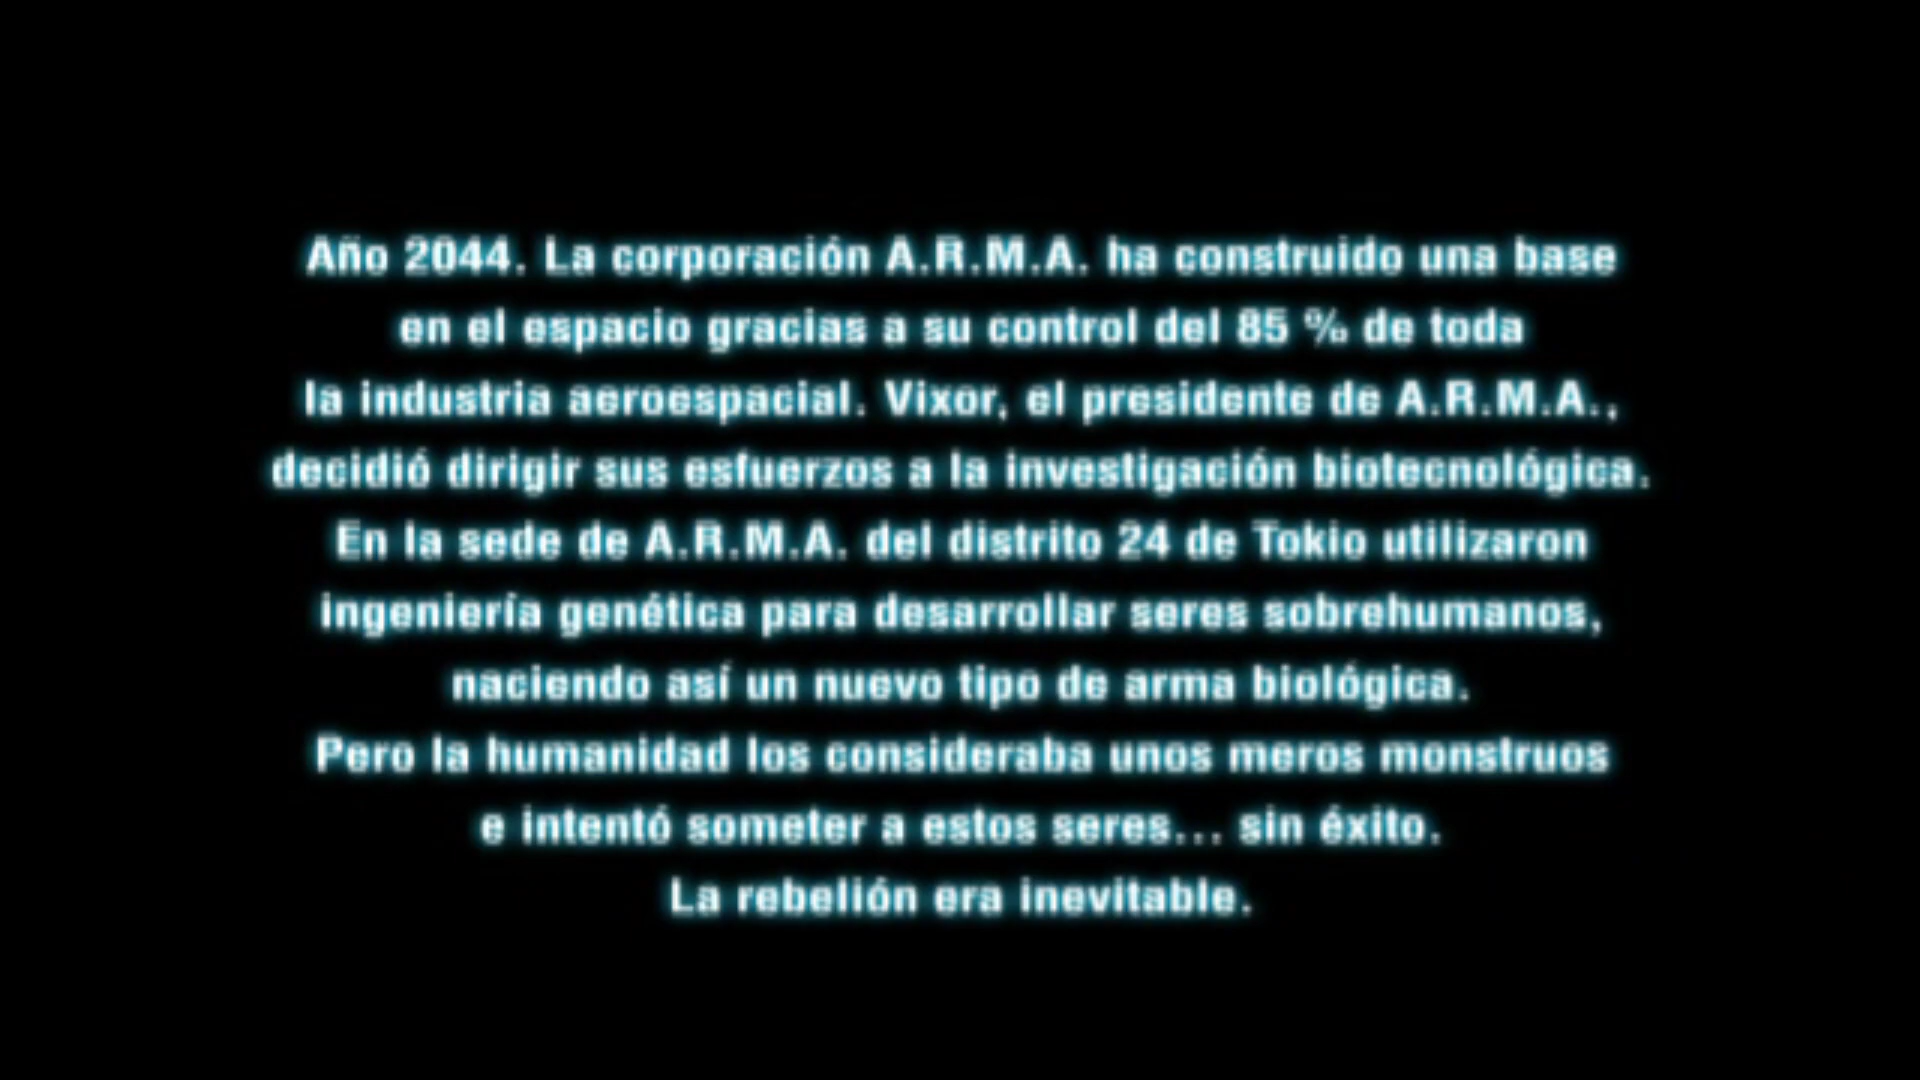 Año 2044. La corporación A.R.M.A. ha construido una base
en el espacio gracias a su control del 85 % de toda
la industria aeroespacial. Vixor, el presidente de A.R.M.A.,
decidió dirigir sus esfuerzos a la investigación biotecnológica.
En la sede de A.R.M.A. del distrito 24 de Tokio utilizaron
ingeniería genética para desarrollar seres sobrehumanos,
naciendo así un nuevo tipo de arma biológica.
Pero la humanidad los consideraba unos meros monstruos
e intentó someter a estos seres... sin éxito.
La rebelión era inevitable.